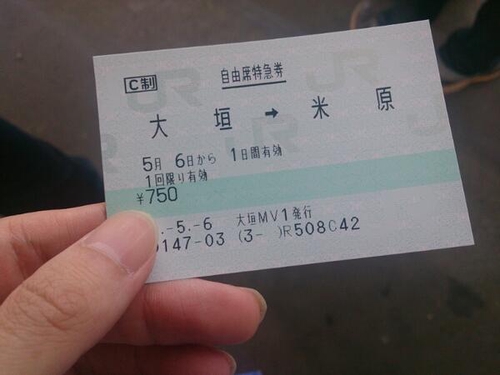 C制 自由席特急券
大垣 → 米原
5月 6日から 1日間有効
1回限り有効
¥750
.-5.-6 大垣MV1発行
0147-03 (3- )R508C42